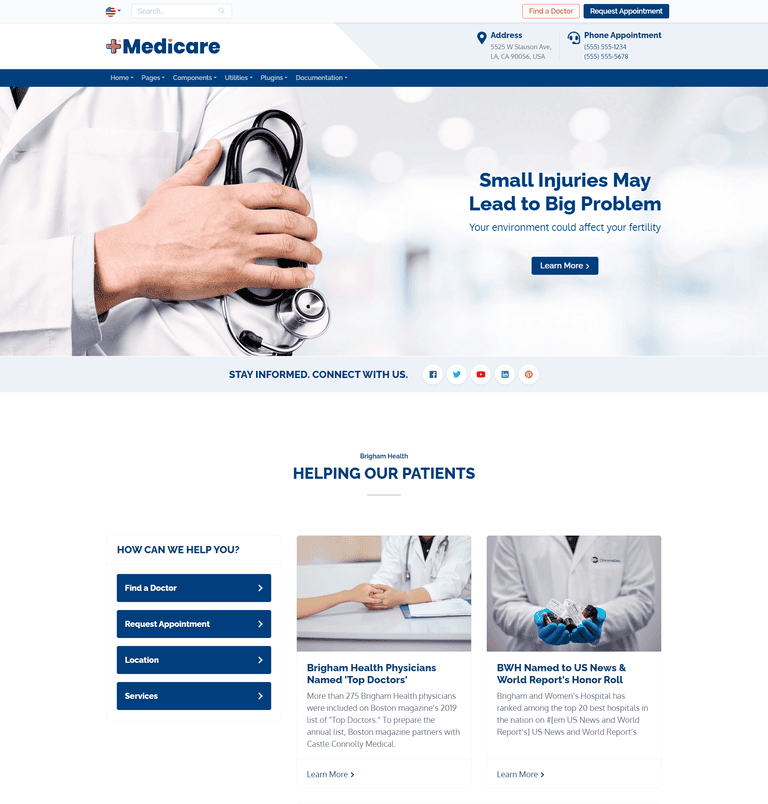 Search..
Find a Doctor
Request Appointment
Medicare
Address
5525 W Slauson Ave,
LA, CA 90056, USA
Phone Appointment
(555) 555-1234
(555) 555-5678
Home
Pages
Components
Utilities
Plugins
Documentation
Small Injuries May
Lead to Big Problem
Your environment could affect your fertility
Learn More
STAY INFORMED. CONNECT WITH US.
Brigham Health
HELPING OUR PATIENTS
HOW CAN WE HELP YOU?
Find a Doctor
Request Appointment
Location
Services
Brigham Health Physicians
Named 'Top Doctors'
More than 275 Brigham Health physicians
were included on Boston magazine's 2019
list of "Top Doctors." To prepare the
annual list, Boston magazine partners with
Castle Connolly Medical.
Learn More
BWH Named to US News &
World Report's Honor Roll
Brigham and Women's Hospital has
ranked among the top 20 best hospitals in
the nation on #[em US News and World
Report's] US News and World Report's
Learn More